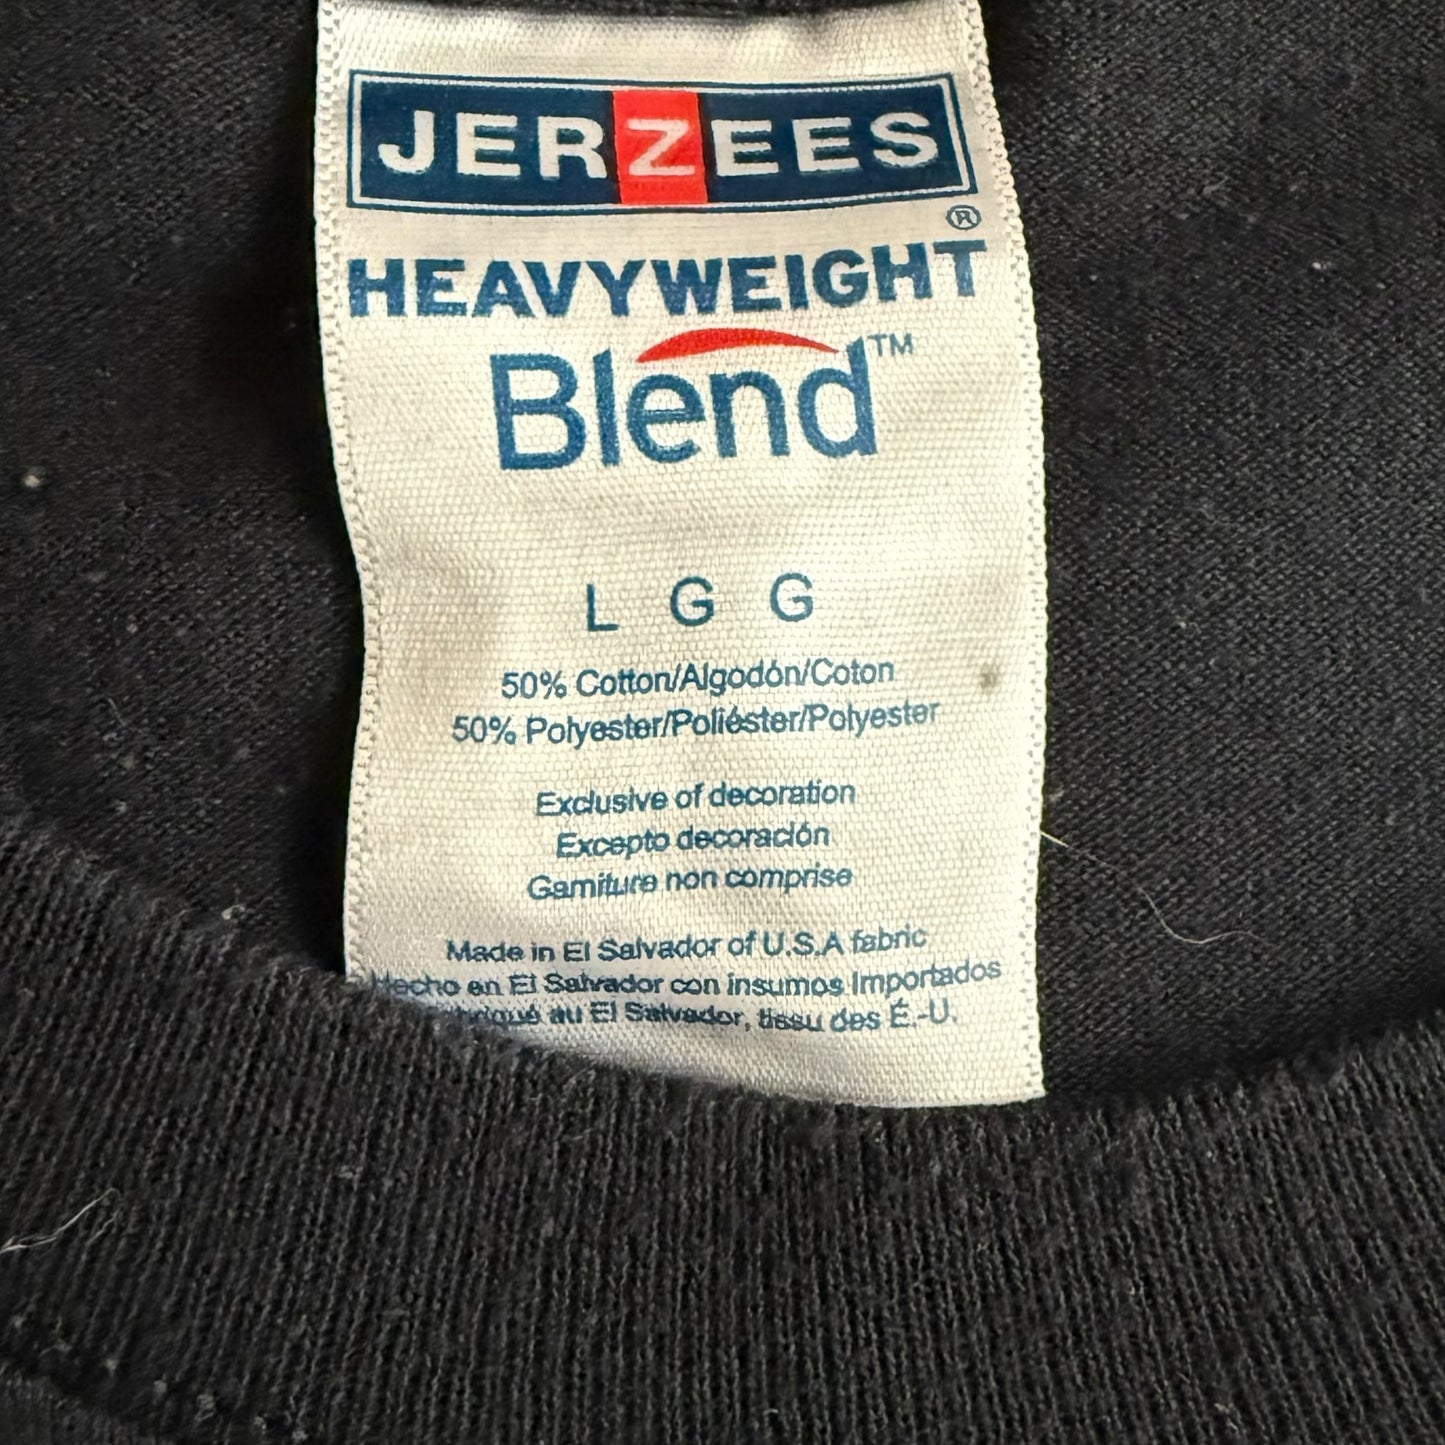 JERZEES
®
HEAVYWEIGHT
Blend™
L G G
50% Cotton/Algodón/Coton
50% Polyester/Poliéster/Polyester
Exclusive of decoration
Excepto decoración
Garniture non comprise
Made in El Salvador of U.S.A fabric
Hecho en El Salvador con insumos Importados
au El Salvador, tissu des É.-U.